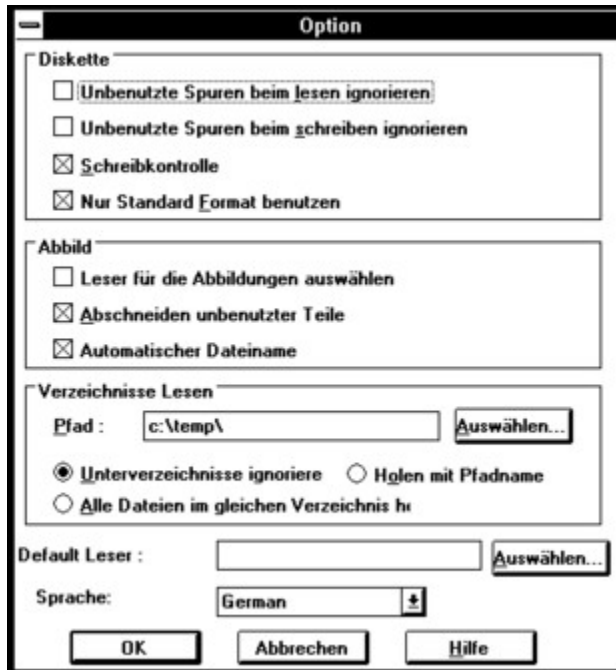 Option
Diskette
Unbenutzte Spuren beim lesen ignorieren
Unbenutzte Spuren beim schreiben ignorieren
Schreibkontrolle
Nur Standard Format benutzen
Abbild
Leser für die Abbildungen auswählen
Abschneiden unbenutzter Teile
Automatischer Dateiname
Verzeichnisse Lesen
Pfad : c:\temp\ Auswählen...
Unterverzeichnisse ignoriere Holen mit Pfadname
Alle Dateien im gleichen Verzeichnis
Default Leser : Auswählen...
Sprache: German
OK Abbrechen Hilfe